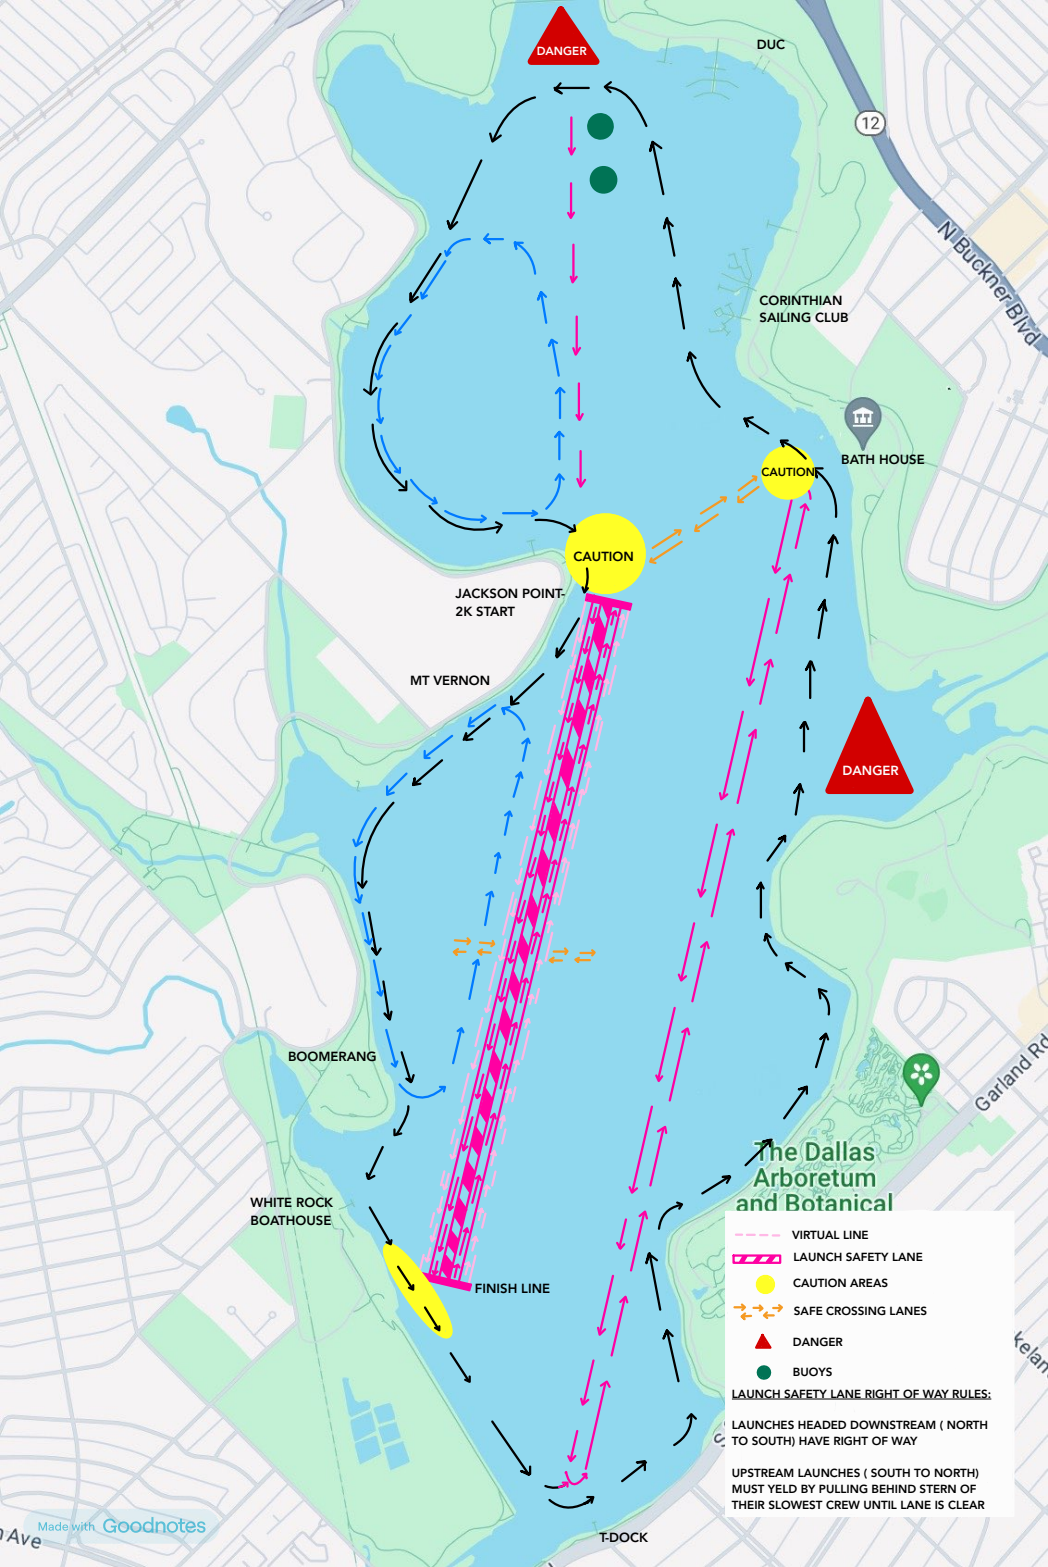 DANGER
DUC
12
N Buckner Blvd
CORINTHIAN
SAILING CLUB
BATH HOUSE
CAUTION
CAUTION
JACKSON POINT-
2K START
MT VERNON
DANGER
BOOMERANG
Garland Rd
The Dallas
Arboretum
and Botanical
WHITE ROCK
BOATHOUSE
FINISH LINE
VIRTUAL LINE
LAUNCH SAFETY LANE
CAUTION AREAS
SAFE CROSSING LANES
DANGER
BUOYS
LAUNCH SAFETY LANE RIGHT OF WAY RULES:
LAUNCHES HEADED DOWNSTREAM ( NORTH
TO SOUTH) HAVE RIGHT OF WAY
UPSTREAM LAUNCHES ( SOUTH TO NORTH)
MUST YELD BY PULLING BEHIND STERN OF
THEIR SLOWEST CREW UNTIL LANE IS CLEAR
Made with Goodnotes
Ave
T-DOCK